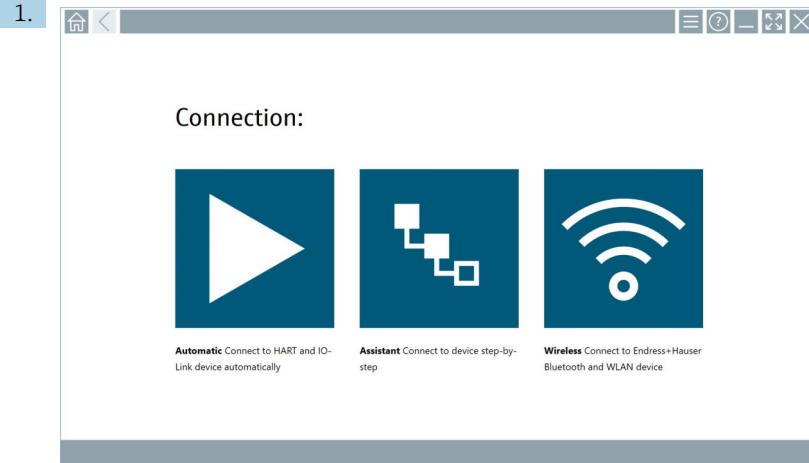 1.
Connection:
Automatic Connect to HART and IO-
Link device automatically
Assistant Connect to device step-by-
step
Wireless Connect to Endress+Hauser
Bluetooth and WLAN device